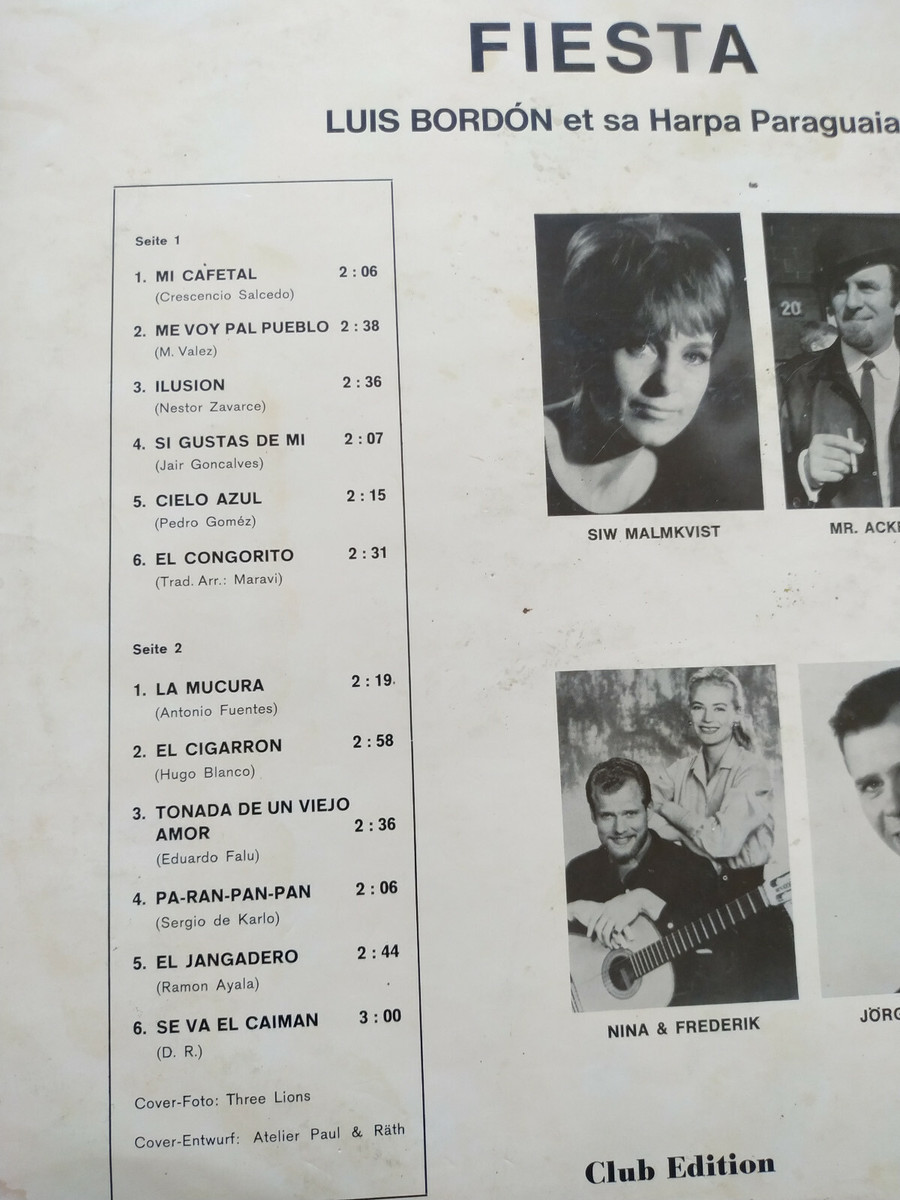 FIESTA
LUIS BORDÓN et sa Harpa Paraguaia
Seite 1
1. MI CAFETAL 2 : 06
(Crescencio Salcedo)
2. ME VOY PAL PUEBLO 2 : 38
(M. Valez)
3. ILUSION 2 : 36
(Nestor Zavarce)
4. SI GUSTAS DE MI 2 : 07
(Jair Goncalves)
5. CIELO AZUL 2 : 15
(Pedro Goméz)
6. EL CONGORITO 2 : 31
(Trad. Arr.: Maravi)
Seite 2
1. LA MUCURA 2 : 19
(Antonio Fuentes)
2. EL CIGARRON 2 : 58
(Hugo Blanco)
3. TONADA DE UN VIEJO
AMOR 2 : 36
(Eduardo Falu)
4. PA-RAN-PAN-PAN 2 : 06
(Sergio de Karlo)
5. EL JANGADERO 2 : 44
(Ramon Ayala)
6. SE VA EL CAIMAN 3 : 00
(D. R.)
Cover-Foto: Three Lions
Cover-Entwurf: Atelier Paul & Räth
20
SIW MALMKVIST
MR. ACK
NINA & FREDERIK
JÖRG
Club Edition